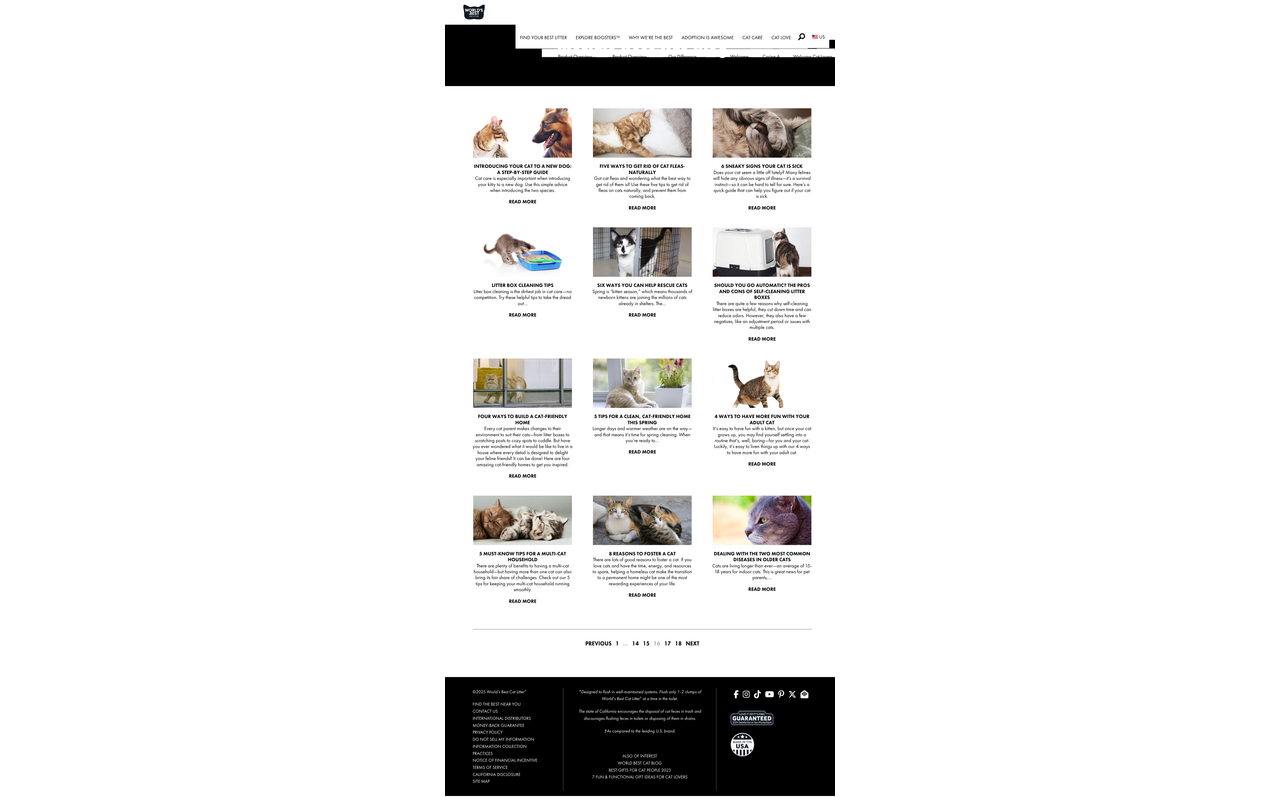 WORLD'S
BEST
FIND YOUR BEST LITTER EXPLORE BOOSTERS™ WHY WE'RE THE BEST ADOPTION IS AWESOME CAT CARE CAT LOVE US
INTRODUCING YOUR CAT TO A NEW DOG:
A STEP-BY-STEP GUIDE
Cat care is especially important when introducing
your kitty to a new dog. Use this simple advice
when introducing the two species.
READ MORE
FIVE WAYS TO GET RID OF CAT FLEAS-
NATURALLY
Got cat fleas and wondering what the best way to
get rid of them is? Use these five tips to get rid of
fleas on cats naturally, and prevent them from
coming back.
READ MORE
6 SNEAKY SIGNS YOUR CAT IS SICK
Does your cat seem a little off lately? Many felines
will hide any obvious signs of illness—it's a survival
instinct—so it can be hard to tell for sure. Here's a
quick guide that can help you figure out if your cat
is sick.
READ MORE
LITTER BOX CLEANING TIPS
Litter box cleaning is the dirtiest job in cat care—no
competition. Try these helpful tips to take the dread
out...
READ MORE
SIX WAYS YOU CAN HELP RESCUE CATS
Spring is "kitten season," which means thousands of
newborn kittens are joining the millions of cats
already in shelters. The...
READ MORE
SHOULD YOU GO AUTOMATIC? THE PROS
AND CONS OF SELF-CLEANING LITTER
BOXES
There are quite a few reasons why self-cleaning
litter boxes are helpful; they cut down time and can
reduce odors. However, they also have a few
negatives, like an adjustment period or issues with
multiple cats.
READ MORE
FOUR WAYS TO BUILD A CAT-FRIENDLY
HOME
Every cat parent makes changes to their
environment to suit their cats—from litter boxes to
scratching posts to cozy spots to cuddle. But have
you ever wondered what it would be like to live in a
house where every detail is designed to delight
your feline friends? It can be done! Here are four
amazing cat-friendly homes to get you inspired.
READ MORE
5 TIPS FOR A CLEAN, CAT-FRIENDLY HOME
THIS SPRING
Longer days and warmer weather are on the way—
and that means it's time for spring cleaning. When
you're ready to...
READ MORE
4 WAYS TO HAVE MORE FUN WITH YOUR
ADULT CAT
It's easy to have fun with a kitten, but once your cat
grows up, you may find yourself settling into a
routine that's, well, boring—for you and your cat.
Luckily, it's easy to liven things up with our 4 ways
to have more fun with your adult cat.
READ MORE
5 MUST-KNOW TIPS FOR A MULTI-CAT
HOUSEHOLD
There are plenty of benefits to having a multi-cat
household—but having more than one cat can also
bring its fair share of challenges. Check out our 5
tips for keeping your multi-cat household running
smoothly.
READ MORE
8 REASONS TO FOSTER A CAT
There are lots of good reasons to foster a cat. If you
love cats and have the time, energy, and resources
to spare, helping a homeless cat make the transition
to a permanent home might be one of the most
rewarding experiences of your life.
READ MORE
DEALING WITH THE TWO MOST COMMON
DISEASES IN OLDER CATS
Cats are living longer than ever—an average of 15-
18 years for indoor cats. This is great news for pet
parents,...
READ MORE
PREVIOUS 1 ... 14 15 16 17 18 NEXT
©2025 World's Best Cat Litter®
FIND THE BEST NEAR YOU
CONTACT US
INTERNATIONAL DISTRIBUTORS
MONEY-BACK GUARANTEE
PRIVACY POLICY
DO NOT SELL MY INFORMATION
INFORMATION COLLECTION
PRACTICES
NOTICE OF FINANCIAL INCENTIVE
TERMS OF SERVICE
CALIFORNIA DISCLOSURE
SITE MAP
*Designed to flush in well-maintained systems. Flush only 1-2 clumps of
World's Best Cat Litter® at a time in the toilet.
The state of California encourages the disposal of cat feces in trash and
discourages flushing feces in toilets or disposing of them in drains.
‡As compared to the leading U.S. brand
ALSO OF INTEREST
WORLD BEST CAT BLOG
BEST GIFTS FOR CAT PEOPLE 2023
7 FUN & FUNCTIONAL GIFT IDEAS FOR CAT LOVERS
GUARANTEED
MADE IN THE
USA